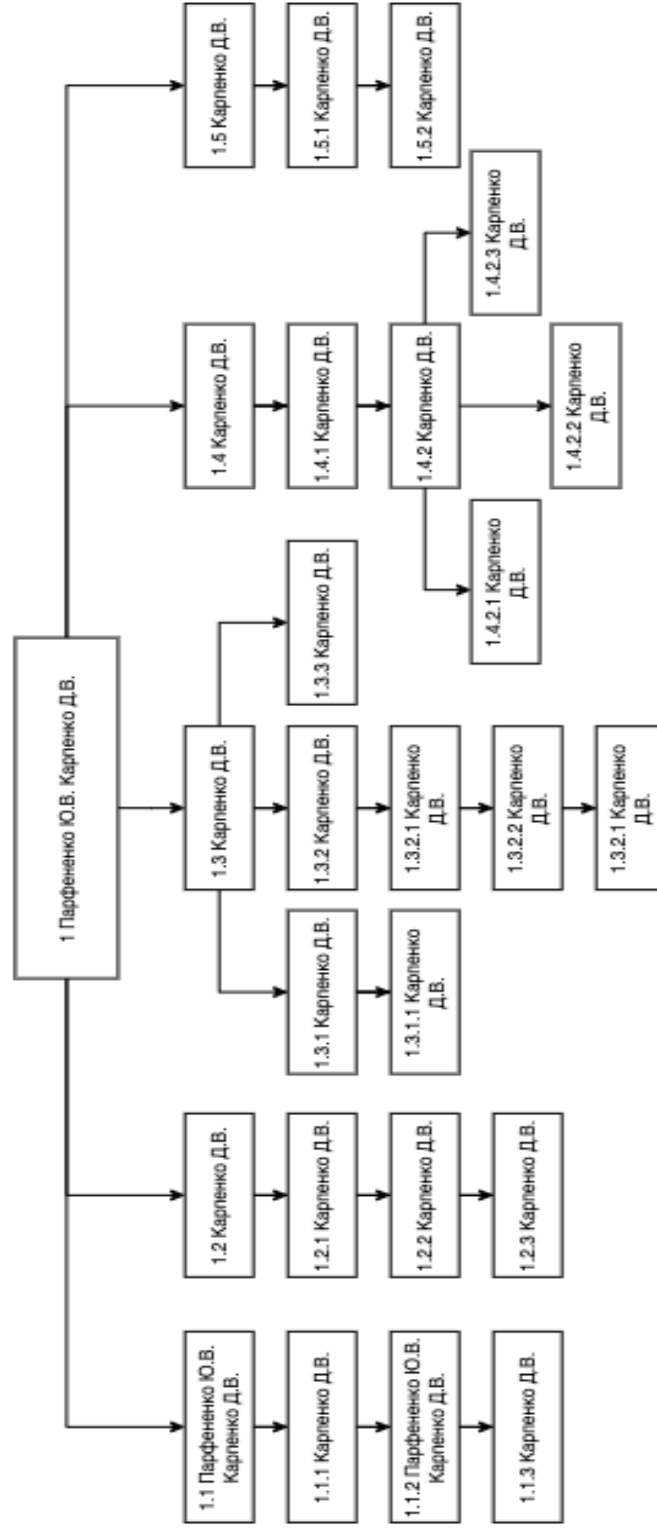 1 Парфененко Ю.В. Карпенко Д.В.
1.1 Парфененко Ю.В.
Карпенко Д.В.
1.1.1 Карпенко Д.В.
1.1.2 Парфененко Ю.В.
Карпенко Д.В.
1.1.3 Карпенко Д.В.
1.2 Карпенко Д.В.
1.2.1 Карпенко Д.В.
1.2.2 Карпенко Д.В.
1.2.3 Карпенко Д.В.
1.3 Карпенко Д.В.
1.3.1 Карпенко Д.В.
1.3.1.1 Карпенко
Д.В.
1.3.2 Карпенко Д.В.
1.3.2.1 Карпенко
Д.В.
1.3.2.2 Карпенко
Д.В.
1.3.2.1 Карпенко
Д.В.
1.3.3 Карпенко Д.В.
1.4 Карпенко Д.В.
1.4.1 Карпенко Д.В.
1.4.2 Карпенко Д.В.
1.4.2.1 Карпенко
Д.В.
1.4.2.2 Карпенко
Д.В.
1.4.2.3 Карпенко
Д.В.
1.5 Карпенко Д.В.
1.5.1 Карпенко Д.В.
1.5.2 Карпенко Д.В.